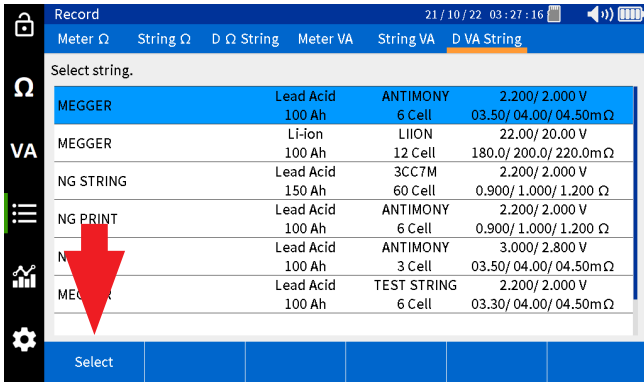 Record 21/10/22 03:27:16
Meter Ω String Ω D Ω String Meter VA String VA D VA String
Select string.
Ω
VA
MEGGER Lead Acid ANTIMONY 2.200/ 2.000 V
100 Ah 6 Cell 03.50/ 04.00/ 04.50mΩ
MEGGER Li-ion LIION 22.00/ 20.00 V
100 Ah 12 Cell 180.0/ 200.0/ 220.0mΩ
NG STRING Lead Acid 3CC7M 2.200/ 2.000 V
150 Ah 60 Cell 0.900/ 1.000/ 1.200 Ω
NG PRINT Lead Acid ANTIMONY 2.200/ 2.000 V
100 Ah 6 Cell 0.900/ 1.000/ 1.200 Ω
Lead Acid ANTIMONY 3.000/ 2.800 V
100 Ah 3 Cell 03.50/ 04.00/ 04.50mΩ
Lead Acid TEST STRING 2.200/ 2.000 V
100 Ah 6 Cell 03.30/ 04.00/ 04.50mΩ
Select